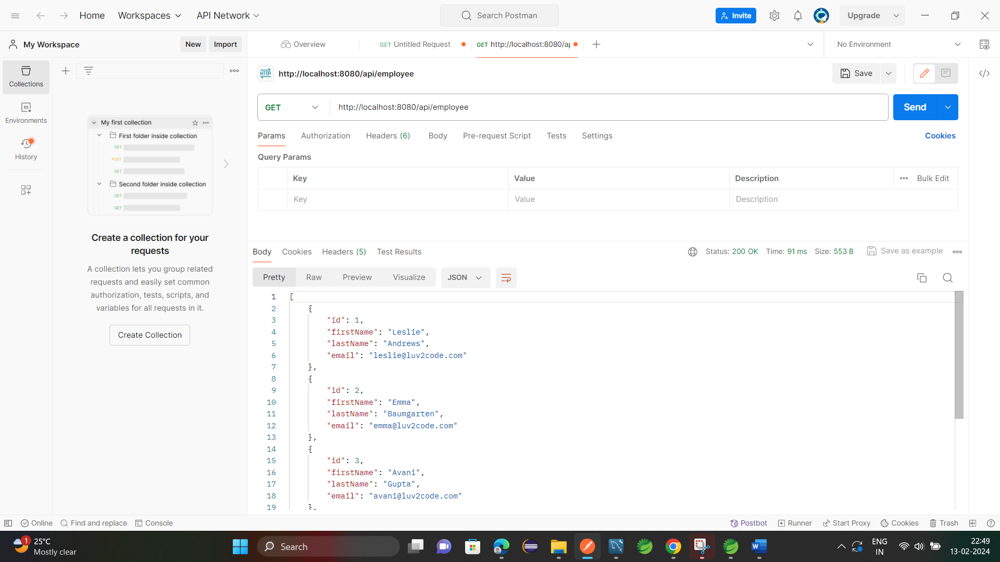 Home Workspaces API Network Search Postman Invite Upgrade
My Workspace New Import Overview GET Untitled Request GET http://localhost:8080/ap No Environment
Collections
Environments
History
My first collection
First folder inside collection
GET
POST
GET
Second folder inside collection
GET
GET
Create a collection for your
requests
A collection lets you group related
requests and easily set common
authorization, tests, scripts, and
variables for all requests in it.
Create Collection
HTTP http://localhost:8080/api/employee Save
GET http://localhost:8080/api/employee Send
Params Authorization Headers (6) Body Pre-request Script Tests Settings Cookies
Query Params
Key Value Description Bulk Edit
Key Value Description
Body Cookies Headers (5) Test Results Status: 200 OK Time: 91 ms Size: 553 B Save as example
Pretty Raw Preview Visualize JSON
1 [
2 {
3 "id": 1,
4 "firstName": "Leslie",
5 "lastName": "Andrews",
6 "email": "leslie@luv2code.com"
7 },
8 {
9 "id": 2,
10 "firstName": "Emma",
11 "lastName": "Baumgarten",
12 "email": "emma@luv2code.com"
13 },
14 {
15 "id": 3,
16 "firstName": "Avani",
17 "lastName": "Gupta",
18 "email": "avani@luv2code.com"
19 },
Online Find and replace Console Postbot Runner Start Proxy Cookies Trash
1 25°C
Mostly clear
Search
W
ENG
IN
22:49
13-02-2024